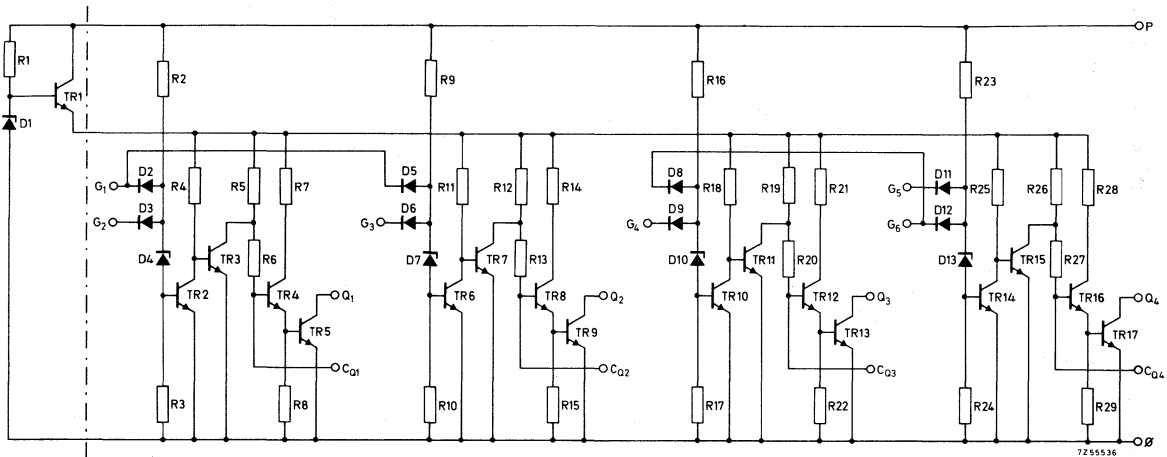 P
R1
R2
R9
R16
R23
TR1
D1
D2
D5
D8
D11
G1
R4
R5
R7
R11
R12
R14
R18
R19
R21
G5
R25
R26
R28
D3
D6
D9
D12
G2
G3
G4
G6
D4
TR3
R6
D7
TR7
R13
D10
TR11
R20
D13
TR15
R27
TR2
TR4
Q1
TR6
TR8
Q2
TR10
TR12
Q3
TR14
TR16
Q4
TR5
TR9
TR13
TR17
CQ1
CQ2
CQ3
CQ4
R3
R8
R10
R15
R17
R22
R24
R29
Ø
7Z55536